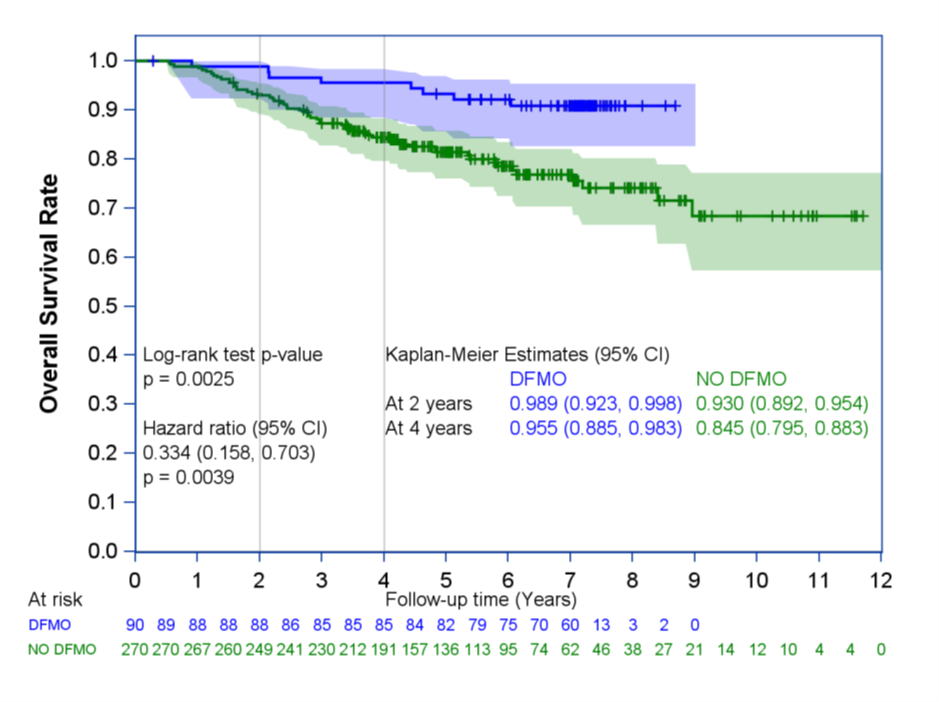 1.0
0.9
0.8
0.7
0.6
0.5
0.4
0.3
0.2
0.1
0.0
Overall Survival Rate
Log-rank test p-value
p = 0.0025
Hazard ratio (95% CI)
0.334 (0.158, 0.703)
p = 0.0039
Kaplan-Meier Estimates (95% CI)
DFMO NO DFMO
At 2 years 0.989 (0.923, 0.998) 0.930 (0.892, 0.954)
At 4 years 0.955 (0.885, 0.983) 0.845 (0.795, 0.883)
0 1 2 3 4 5 6 7 8 9 10 11 12
At risk Follow-up time (Years)
DFMO 90 89 88 88 88 86 85 85 85 84 82 79 75 70 60 13 3 2 0
NO DFMO 270 270 267 260 249 241 230 212 191 157 136 113 95 74 62 46 38 27 21 14 12 10 4 4 0